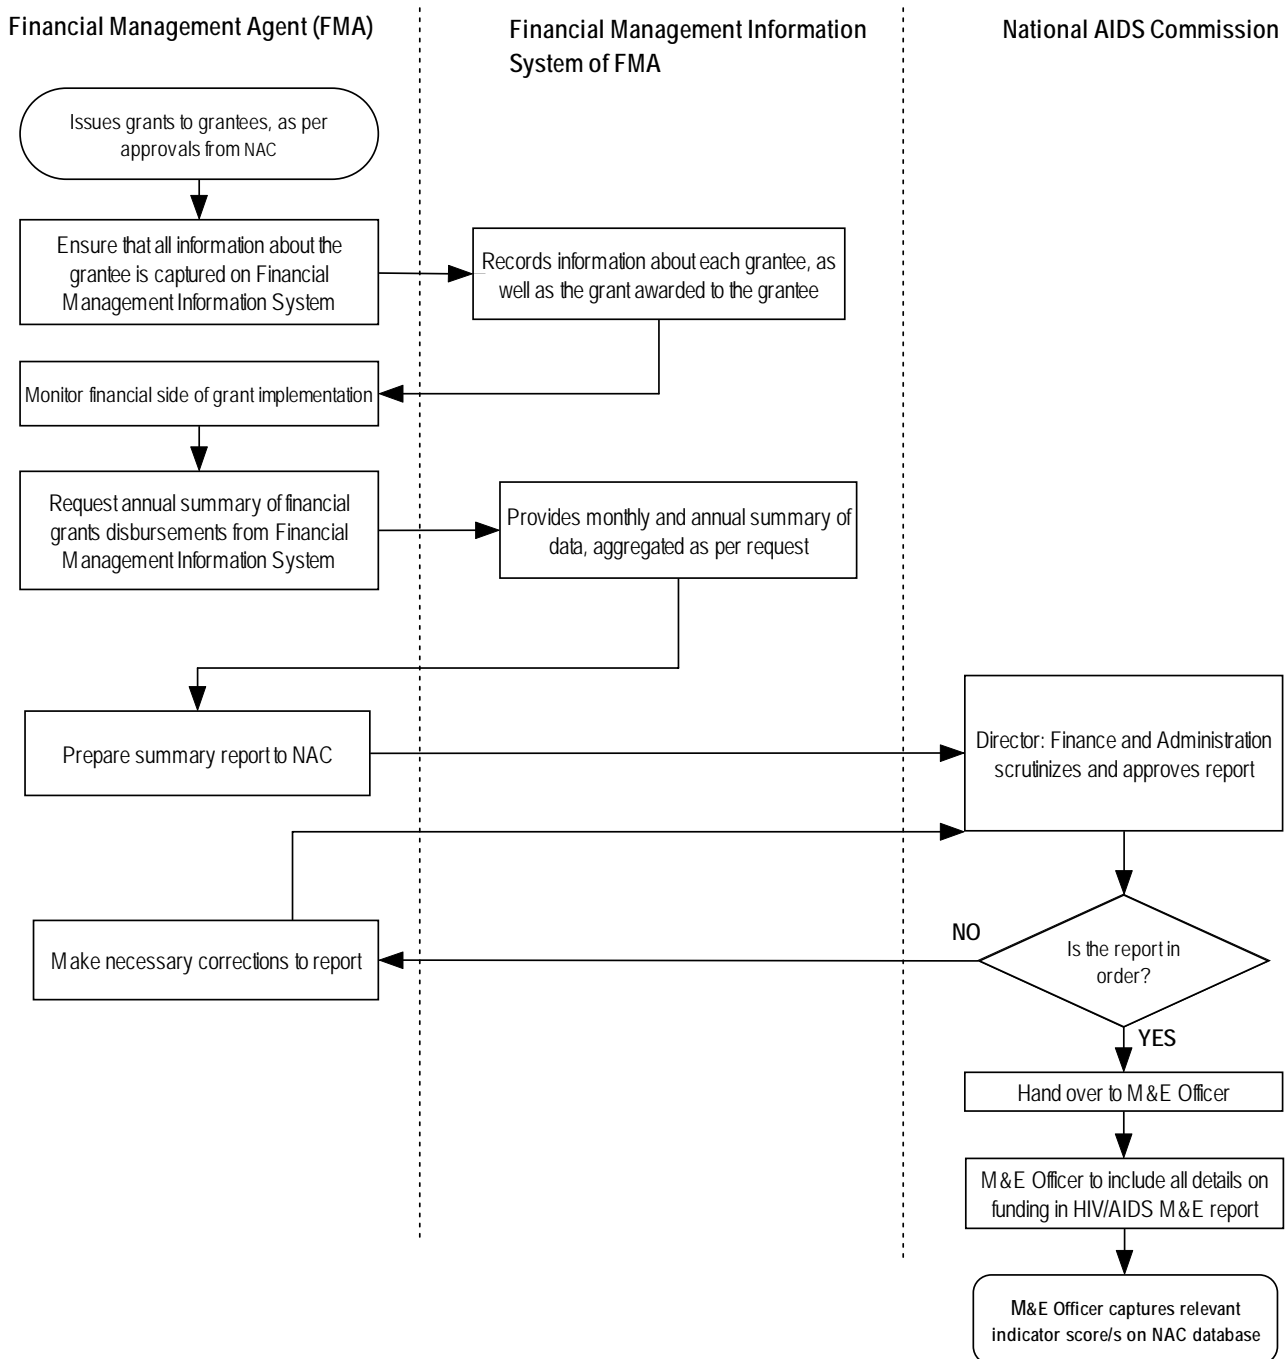 Financial Management Agent (FMA)
Financial Management Information
System of FMA
National AIDS Commission
Issues grants to grantees, as per
approvals from NAC
Ensure that all information about the
grantee is captured on Financial
Management Information System
Records information about each grantee, as
well as the grant awarded to the grantee
Monitor financial side of grant implementation
Request annual summary of financial
grants disbursements from Financial
Management Information System
Provides monthly and annual summary of
data, aggregated as per request
Prepare summary report to NAC
Director: Finance and Administration
scrutinizes and approves report
Make necessary corrections to report
NO
Is the report in
order?
YES
Hand over to M&E Officer
M&E Officer to include all details on
funding in HIV/AIDS M&E report
M&E Officer captures relevant
indicator score/s on NAC database